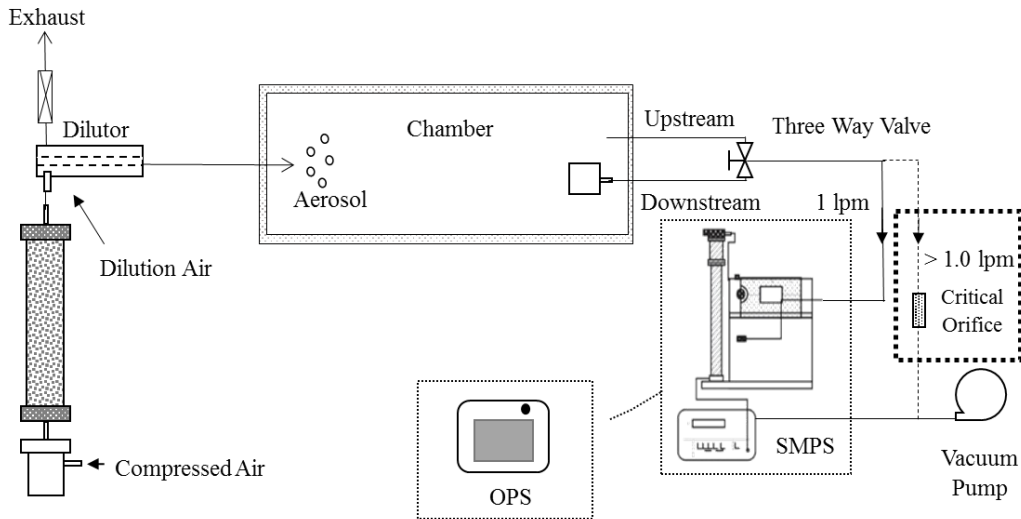 Exhaust
Dilutor
Chamber
Aerosol
Upstream
Three Way Valve
Downstream
1 lpm
> 1.0 lpm
Critical
Orifice
Dilution Air
Compressed Air
OPS
SMPS
Vacuum
Pump